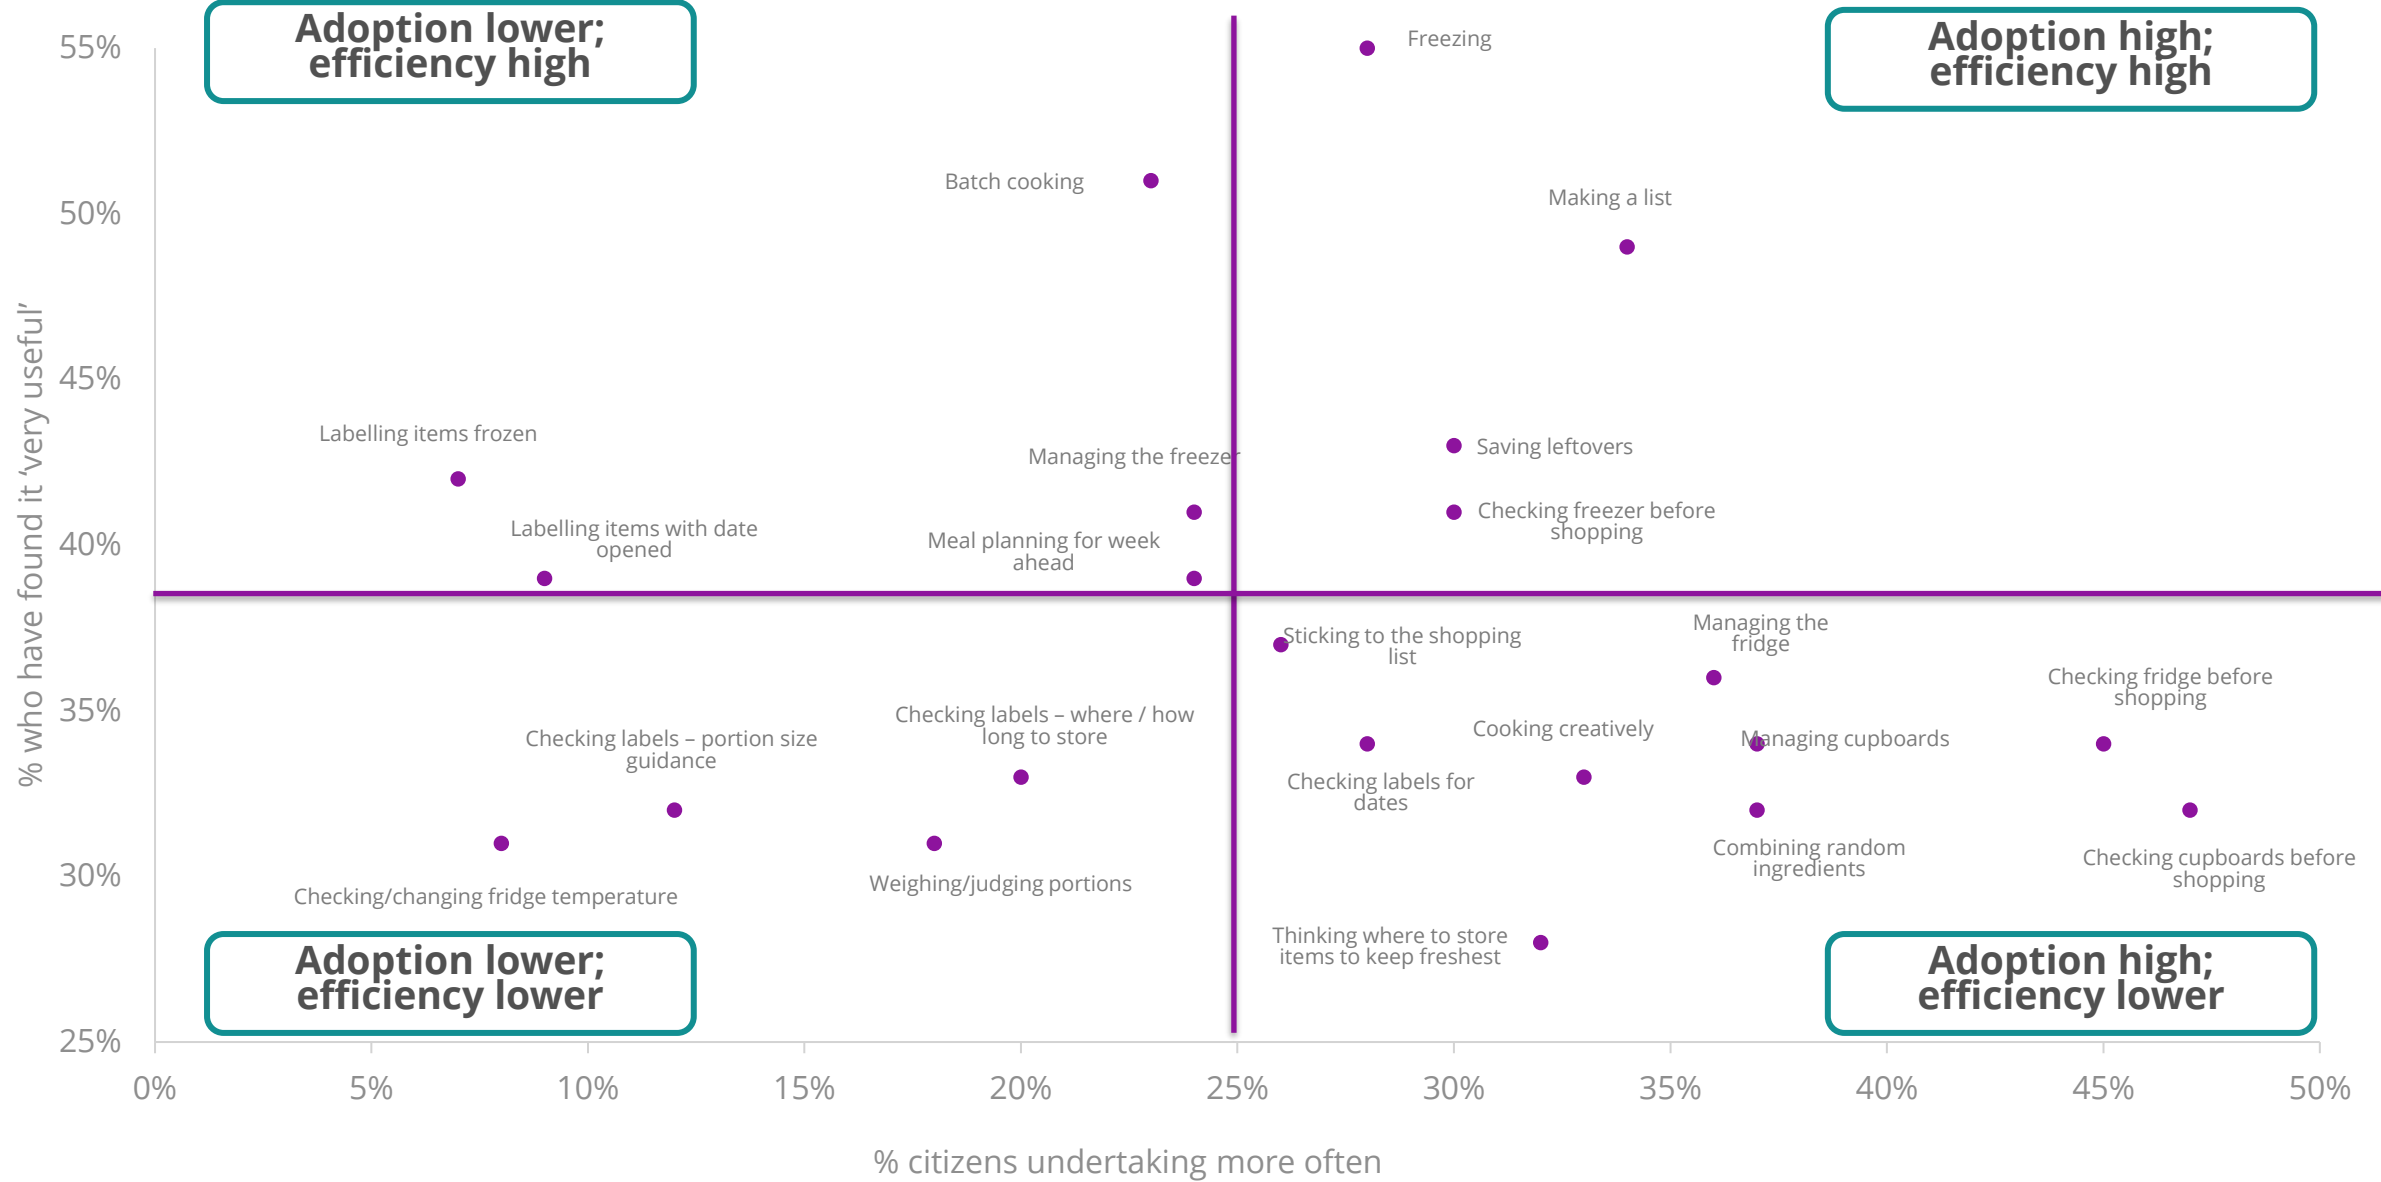 Adoption lower;
efficiency high
Adoption high;
efficiency high
55%
50%
45%
40%
35%
30%
25%
% who have found it ‘very useful’
Freezing
Batch cooking
Making a list
Labelling items frozen
Managing the freezer
Saving leftovers
Labelling items with date
opened
Meal planning for week
ahead
Checking freezer before
shopping
Sticking to the shopping
list
Managing the
fridge
Checking fridge before
shopping
Checking labels – where / how
long to store
Checking labels – portion size
guidance
Cooking creatively
Managing cupboards
Checking labels for
dates
Combining random
ingredients
Checking cupboards before
shopping
Checking/changing fridge temperature
Weighing/judging portions
Thinking where to store
items to keep freshest
Adoption lower;
efficiency lower
Adoption high;
efficiency lower
0%
5%
10%
15%
20%
25%
30%
35%
40%
45%
50%
% citizens undertaking more often